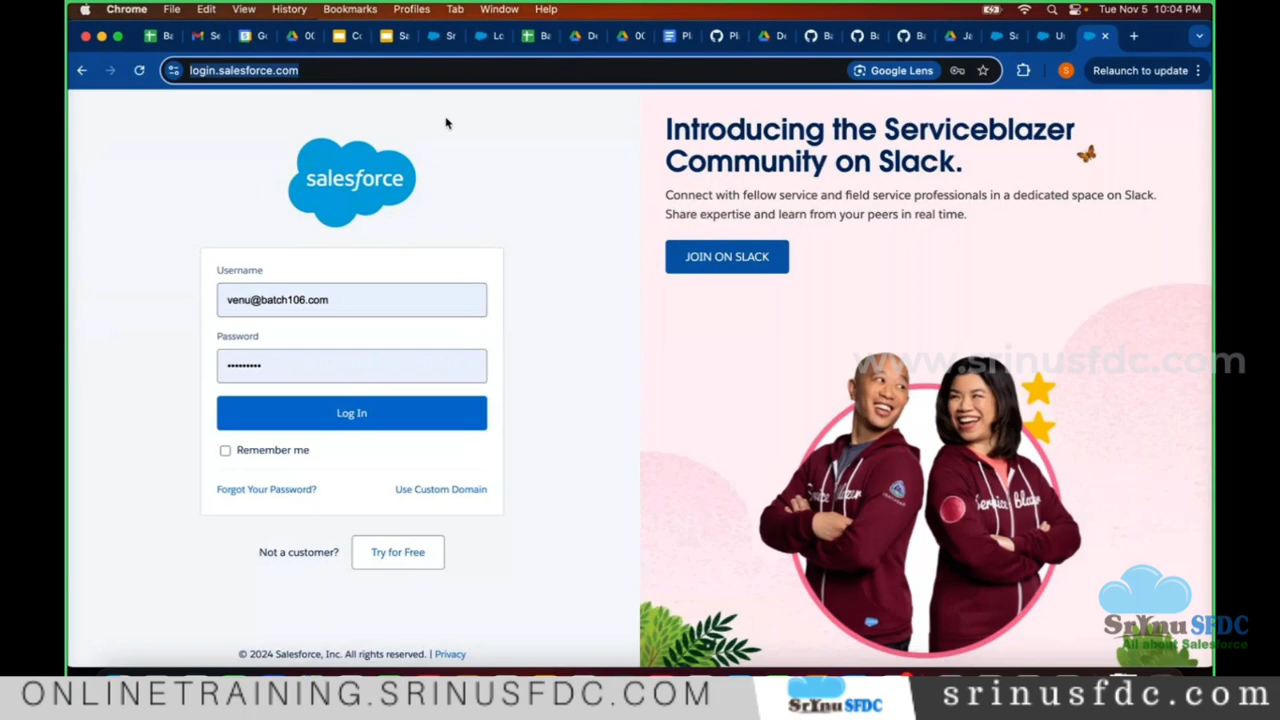 Chrome File Edit View History Bookmarks Profiles Tab Window Help Tue Nov 5 10:04 PM
login.salesforce.com Google Lens S Relaunch to update
salesforce
Username
venu@batch106.com
Password
•••••••••
Log In
Remember me
Forgot Your Password? Use Custom Domain
Not a customer? Try for Free
© 2024 Salesforce, Inc. All rights reserved. | Privacy
Introducing the Serviceblazer
Community on Slack.
Connect with fellow service and field service professionals in a dedicated space on Slack.
Share expertise and learn from your peers in real time.
JOIN ON SLACK
www.srinusfdc.com
Serviceblazer
SrinuSFDC
All about Salesforce
ONLINETRAINING.SRINUSFDC.COM
SrinuSFDC
srinusfdc.com